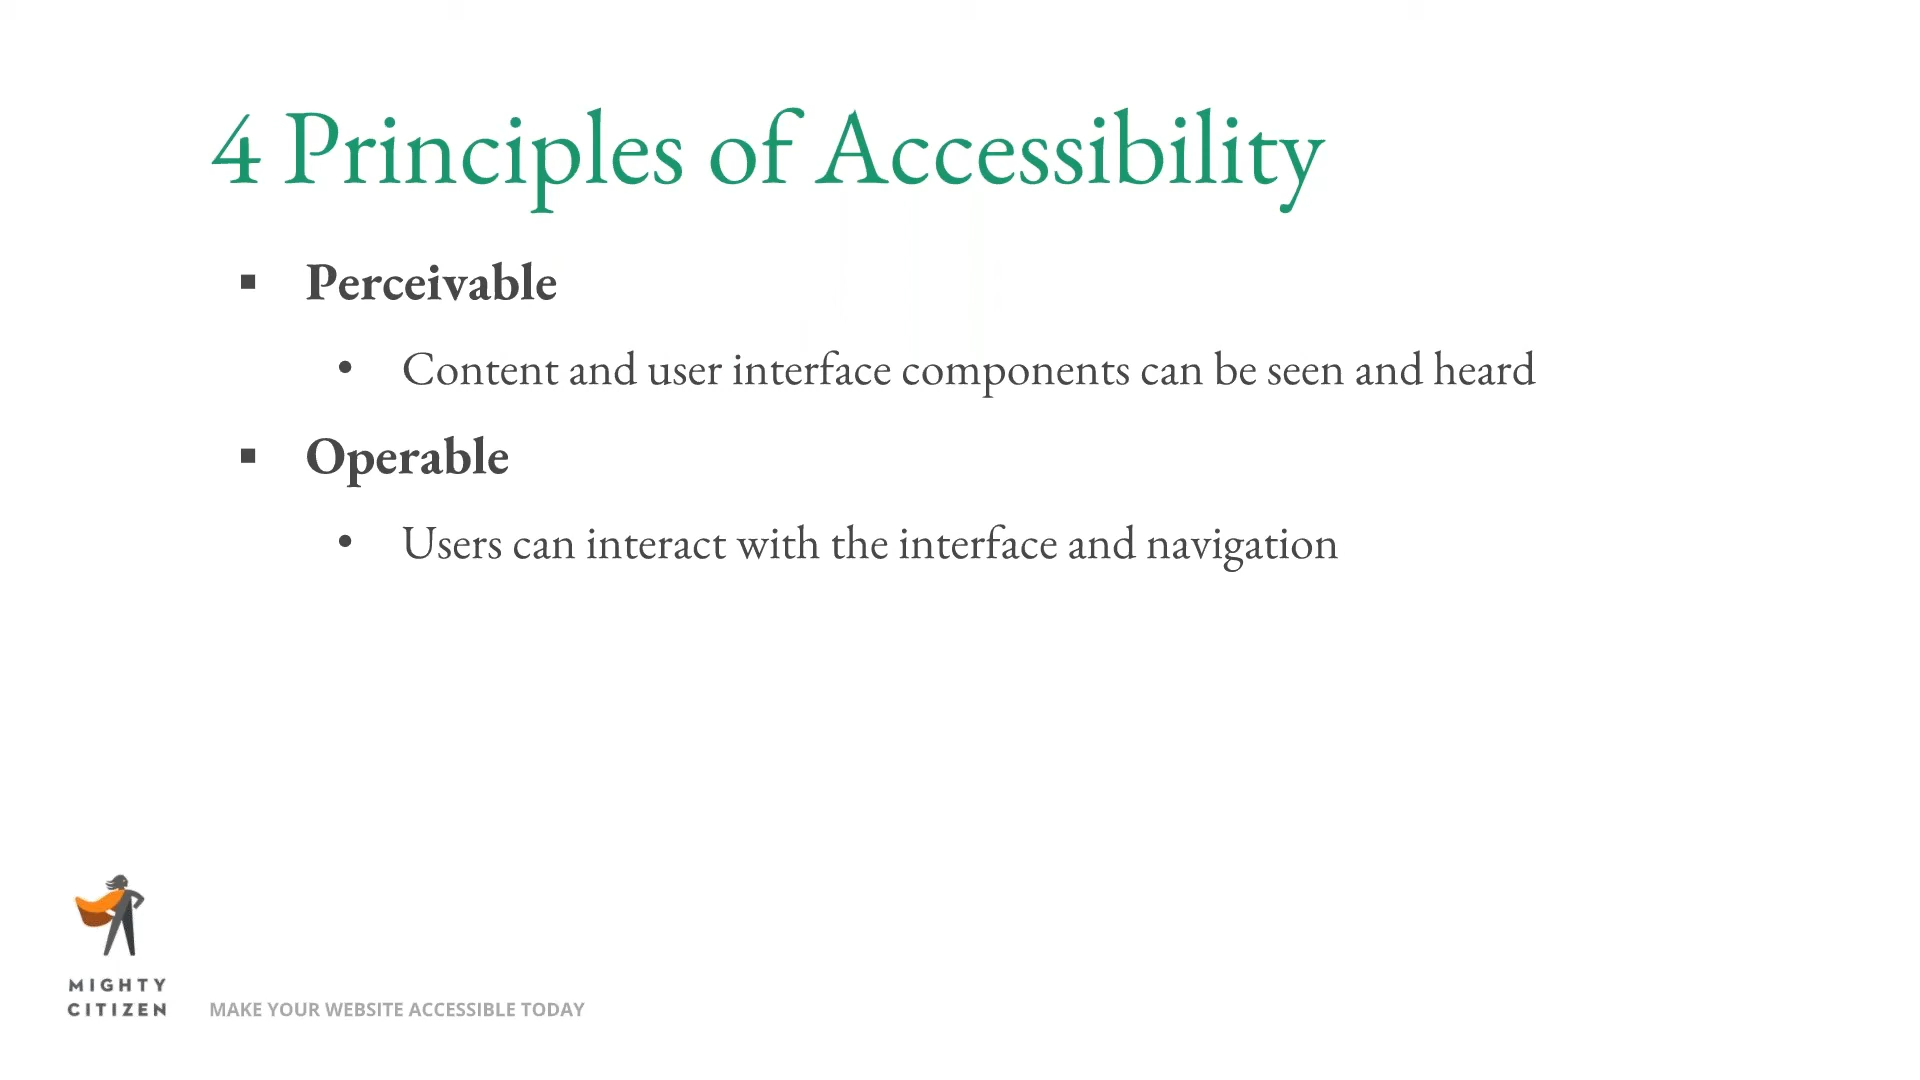 4 Principles of Accessibility
▪ Perceivable
• Content and user interface components can be seen and heard
▪ Operable
• Users can interact with the interface and navigation
MIGHTY
CITIZEN
MAKE YOUR WEBSITE ACCESSIBLE TODAY